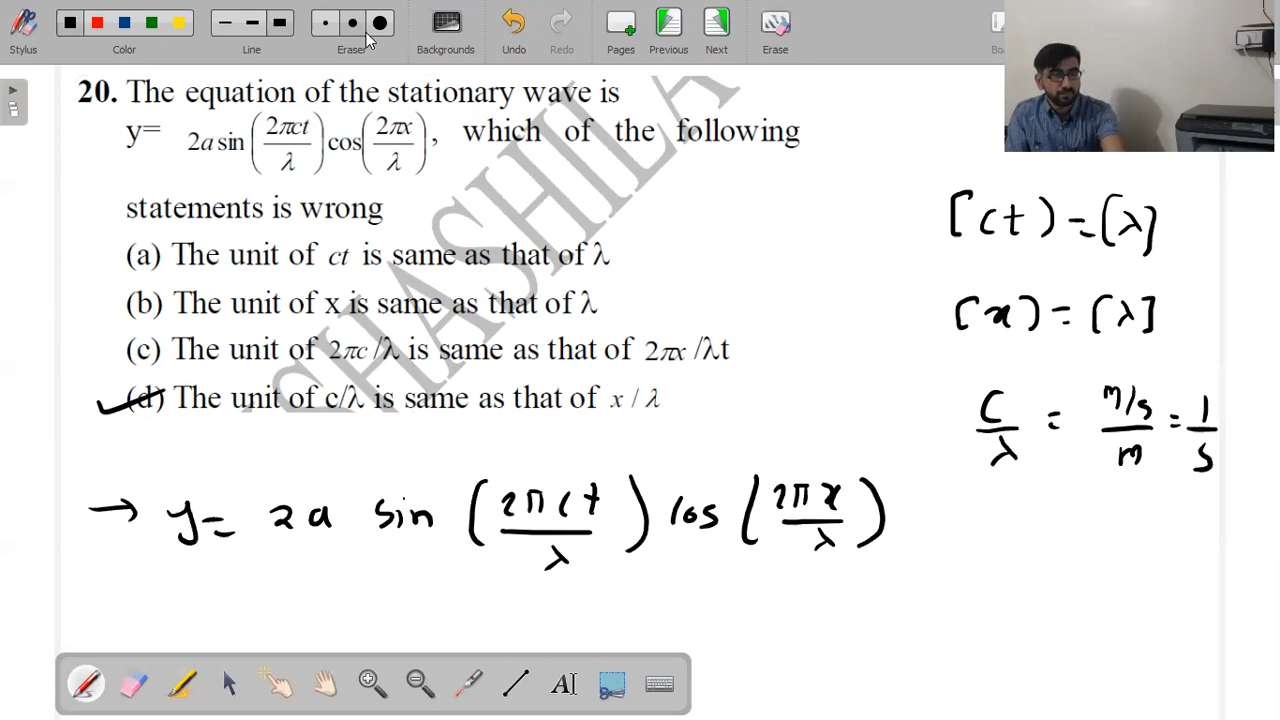 Stylus
Color
Line
Eraser
Backgrounds
Undo
Redo
Pages
Previous
Next
Erase
20. The equation of the stationary wave is
y= 2a sin(2πct/λ)cos(2πx/λ), which of the following
statements is wrong
(a) The unit of ct is same as that of λ
(b) The unit of x is same as that of λ
(c) The unit of 2πc/λ is same as that of 2πx/λt
(d) The unit of c/λ is same as that of x/λ
[ct] = [λ]
[x] = [λ]
c/λ = m/s/m = 1/s
→ y= 2a sin (2πct/λ) cos (2πx/λ)
SHASHILA
AI